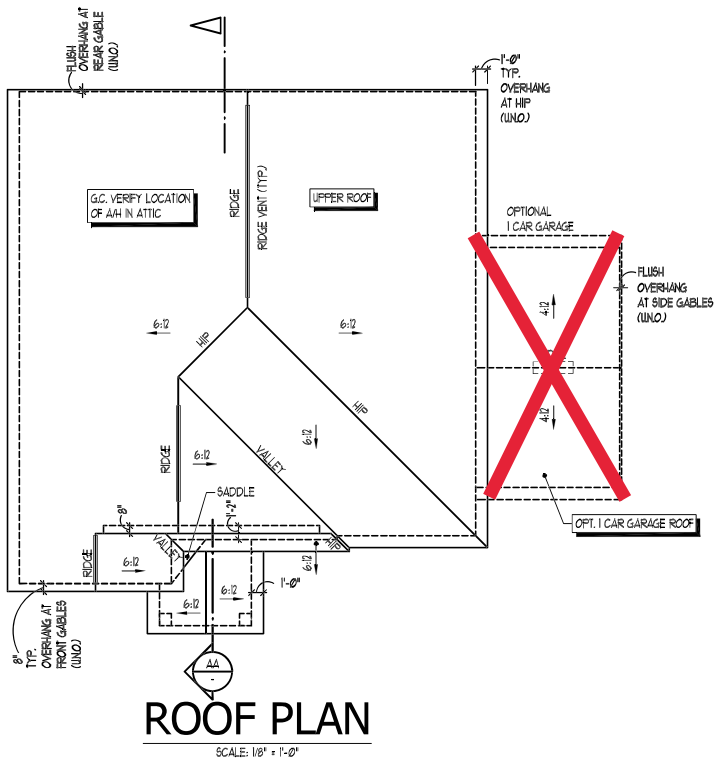 FLUSH
OVERHANG AT
REAR GABLE
(U.N.O.)
1'-0"
TYP.
OVERHANG
AT HIP
(U.N.O.)
G.C. VERIFY LOCATION
OF A/H IN ATTIC
RIDGE
RIDGE VENT (TYP.)
UPPER ROOF
OPTIONAL
1 CAR GARAGE
FLUSH
OVERHANG
AT SIDE GABLES
(U.N.O.)
4:12
6:12
6:12
HIP
HIP
4:12
6:12
VALLEY
RIDGE
6:12
SADDLE
8"
1'-2"
OPT. 1 CAR GARAGE ROOF
RIDGE
VALLEY
HIP
6:12
6:12
1'-0"
6:12
6:12
8"
TYP.
OVERHANG AT
FRONT GABLES
(U.N.O.)
AA
-
ROOF PLAN
SCALE: 1/8" = 1'-0"